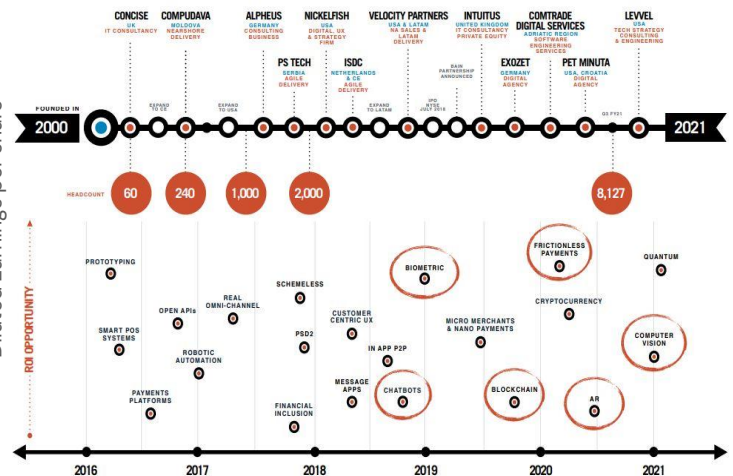 CONCISE
UK
IT CONSULTANCY
COMPUDAVA
MOLDOVA
NEARSHORE
DELIVERY
ALPHEUS
GERMANY
CONSULTING
BUSINESS
NICKELFISH
USA
DIGITAL, UX
& STRATEGY
FIRM
VELOCITY PARTNERS
USA & LATAM
NA SALES &
LATAM
DELIVERY
INTUITUS
UNITED KINGDOM
IT CONSULTANCY
PRIVATE EQUITY
COMTRADE
DIGITAL SERVICES
ADRIATIC REGION
SOFTWARE
ENGINEERING
SERVICES
LEVVEL
USA
TECH STRATEGY
CONSULTING
& ENGINEERING
PS TECH
SERBIA
AGILE
DELIVERY
ISDC
NETHERLANDS
& CE
AGILE
DELIVERY
BAIN
PARTNERSHIP
ANNOUNCES
EXOZET
GERMANY
DIGITAL
AGENCY
PET MINUTA
USA, CROATIA
DIGITAL
AGENCY
FOUNDED IN
EXPAND
TO CE
EXPAND
TO USA
EXPAND
TO LATAM
IPO
NYSE
JULY 2018
Q3 FY21
2000
2021
HEADCOUNT
60
240
1,000
2,000
8,127
ROI OPPORTUNITY
PROTOTYPING
SMART POS
SYSTEMS
PAYMENTS
PLATFORMS
OPEN APIs
ROBOTIC
AUTOMATION
REAL
OMNI-CHANNEL
SCHEMELESS
PSD2
FINANCIAL
INCLUSION
CUSTOMER
CENTRIC UX
IN APP P2P
MESSAGE
APPS
CHATBOTS
BIOMETRIC
MICRO MERCHANTS
& NANO PAYMENTS
BLOCKCHAIN
FRICTIONLESS
PAYMENTS
CRYPTOCURRENCY
AR
QUANTUM
COMPUTER
VISION
2016
2017
2018
2019
2020
2021